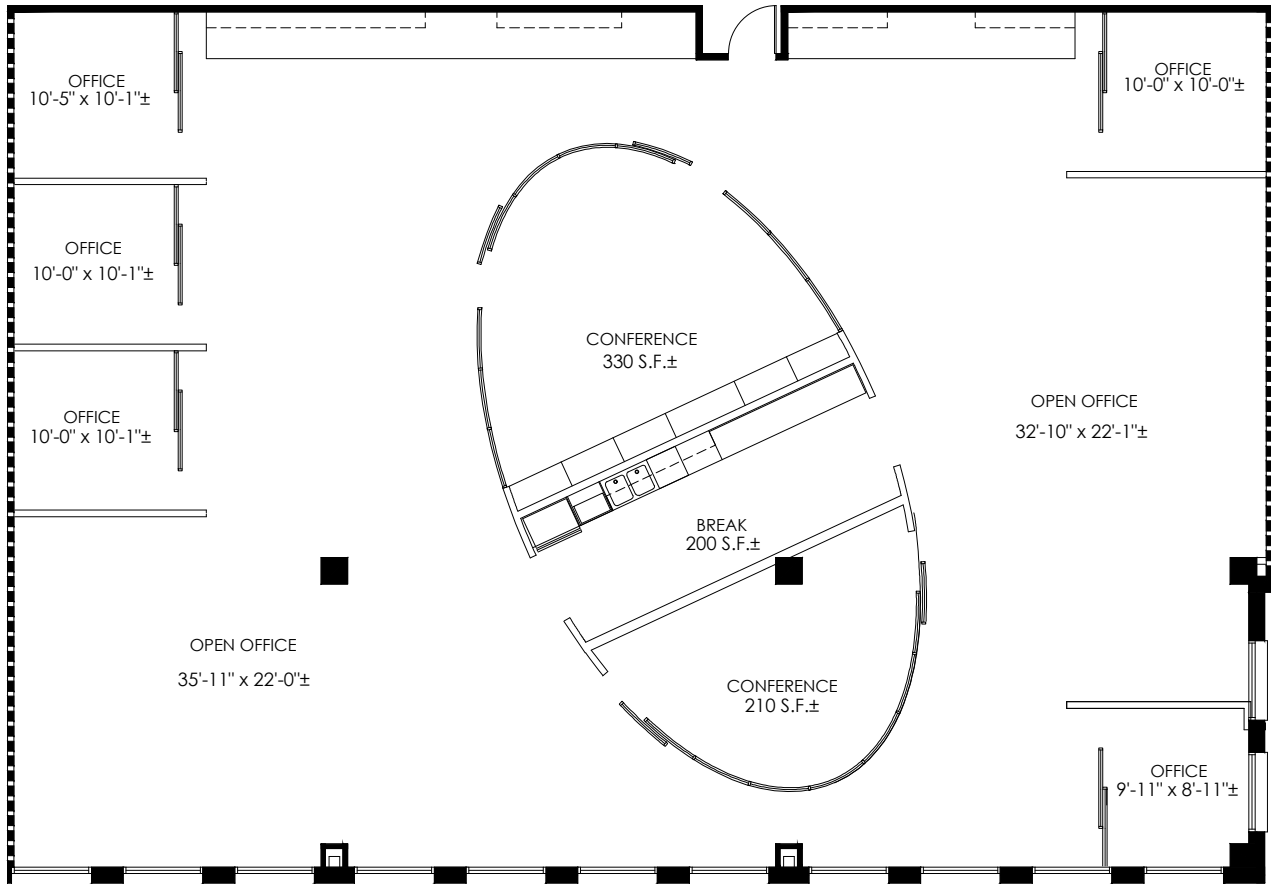 OFFICE
10'-5" x 10'-1"±
OFFICE
10'-0" x 10'-0"±
OFFICE
10'-0" x 10'-1"±
CONFERENCE
330 S.F.±
OFFICE
10'-0" x 10'-1"±
OPEN OFFICE
32'-10" x 22'-1"±
BREAK
200 S.F.±
OPEN OFFICE
35'-11" x 22'-0"±
CONFERENCE
210 S.F.±
OFFICE
9'-11" x 8'-11"±